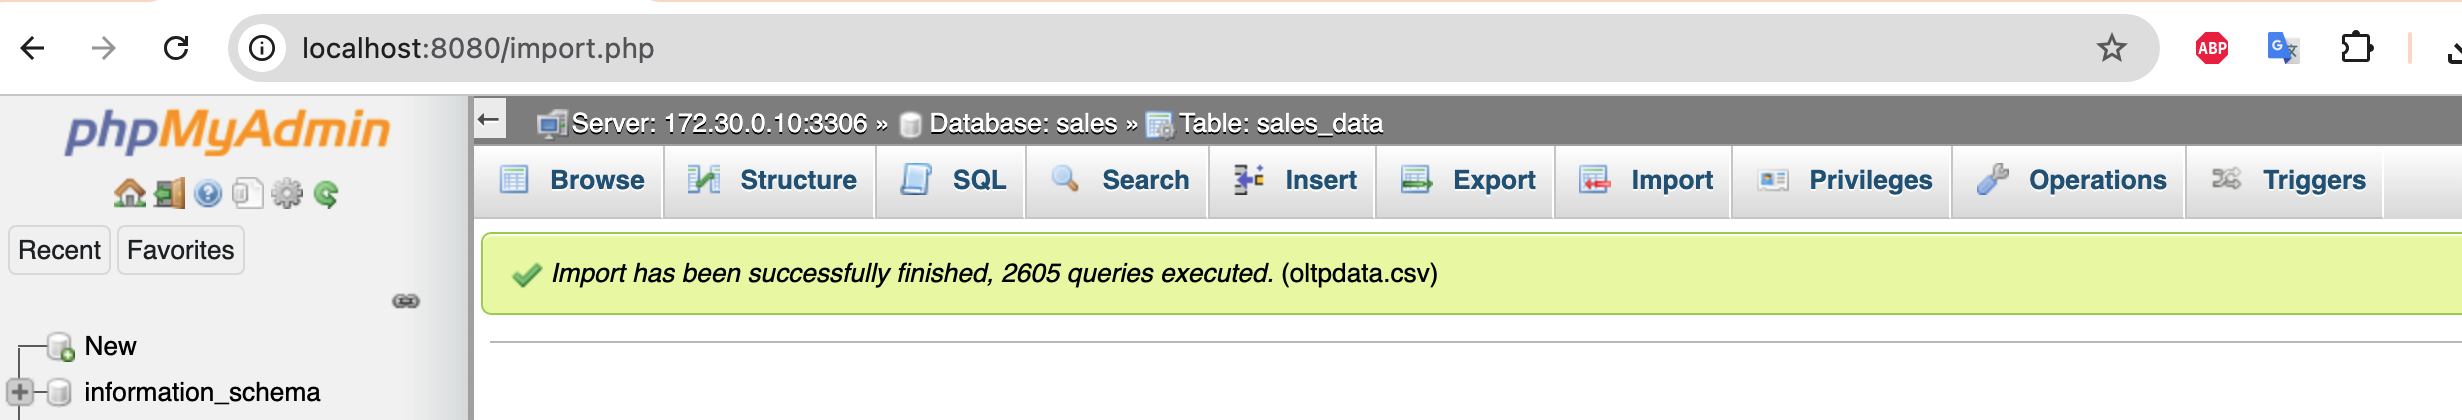 localhost:8080/import.php
ABP
G
phpMyAdmin
Server: 172.30.0.10:3306 » Database: sales » Table: sales_data
Browse Structure SQL Search Insert Export Import Privileges Operations Triggers
Recent Favorites
Import has been successfully finished, 2605 queries executed. (oltpdata.csv)
New
information_schema